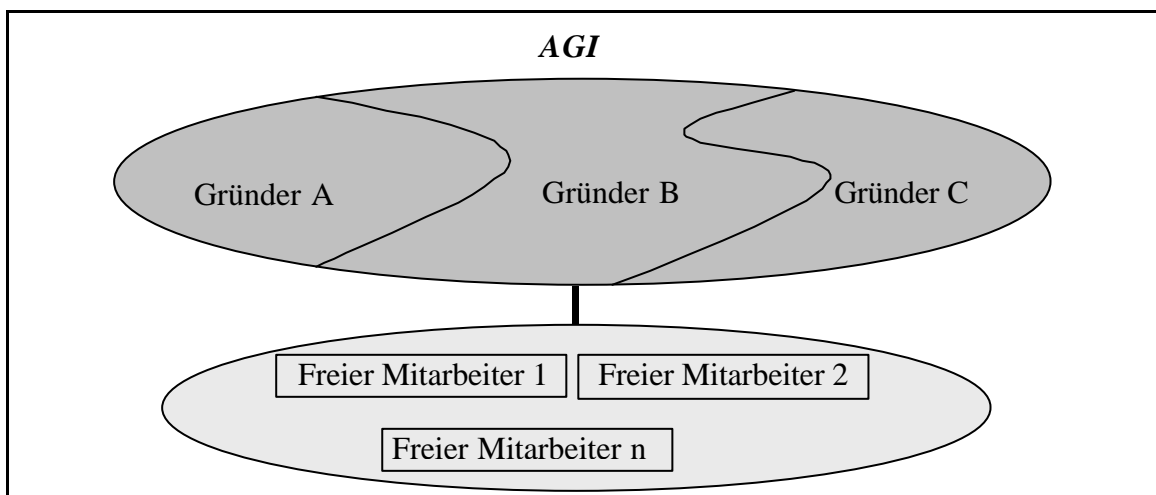 AGI
Gründer A
Gründer B
Gründer C
Freier Mitarbeiter 1
Freier Mitarbeiter 2
Freier Mitarbeiter n